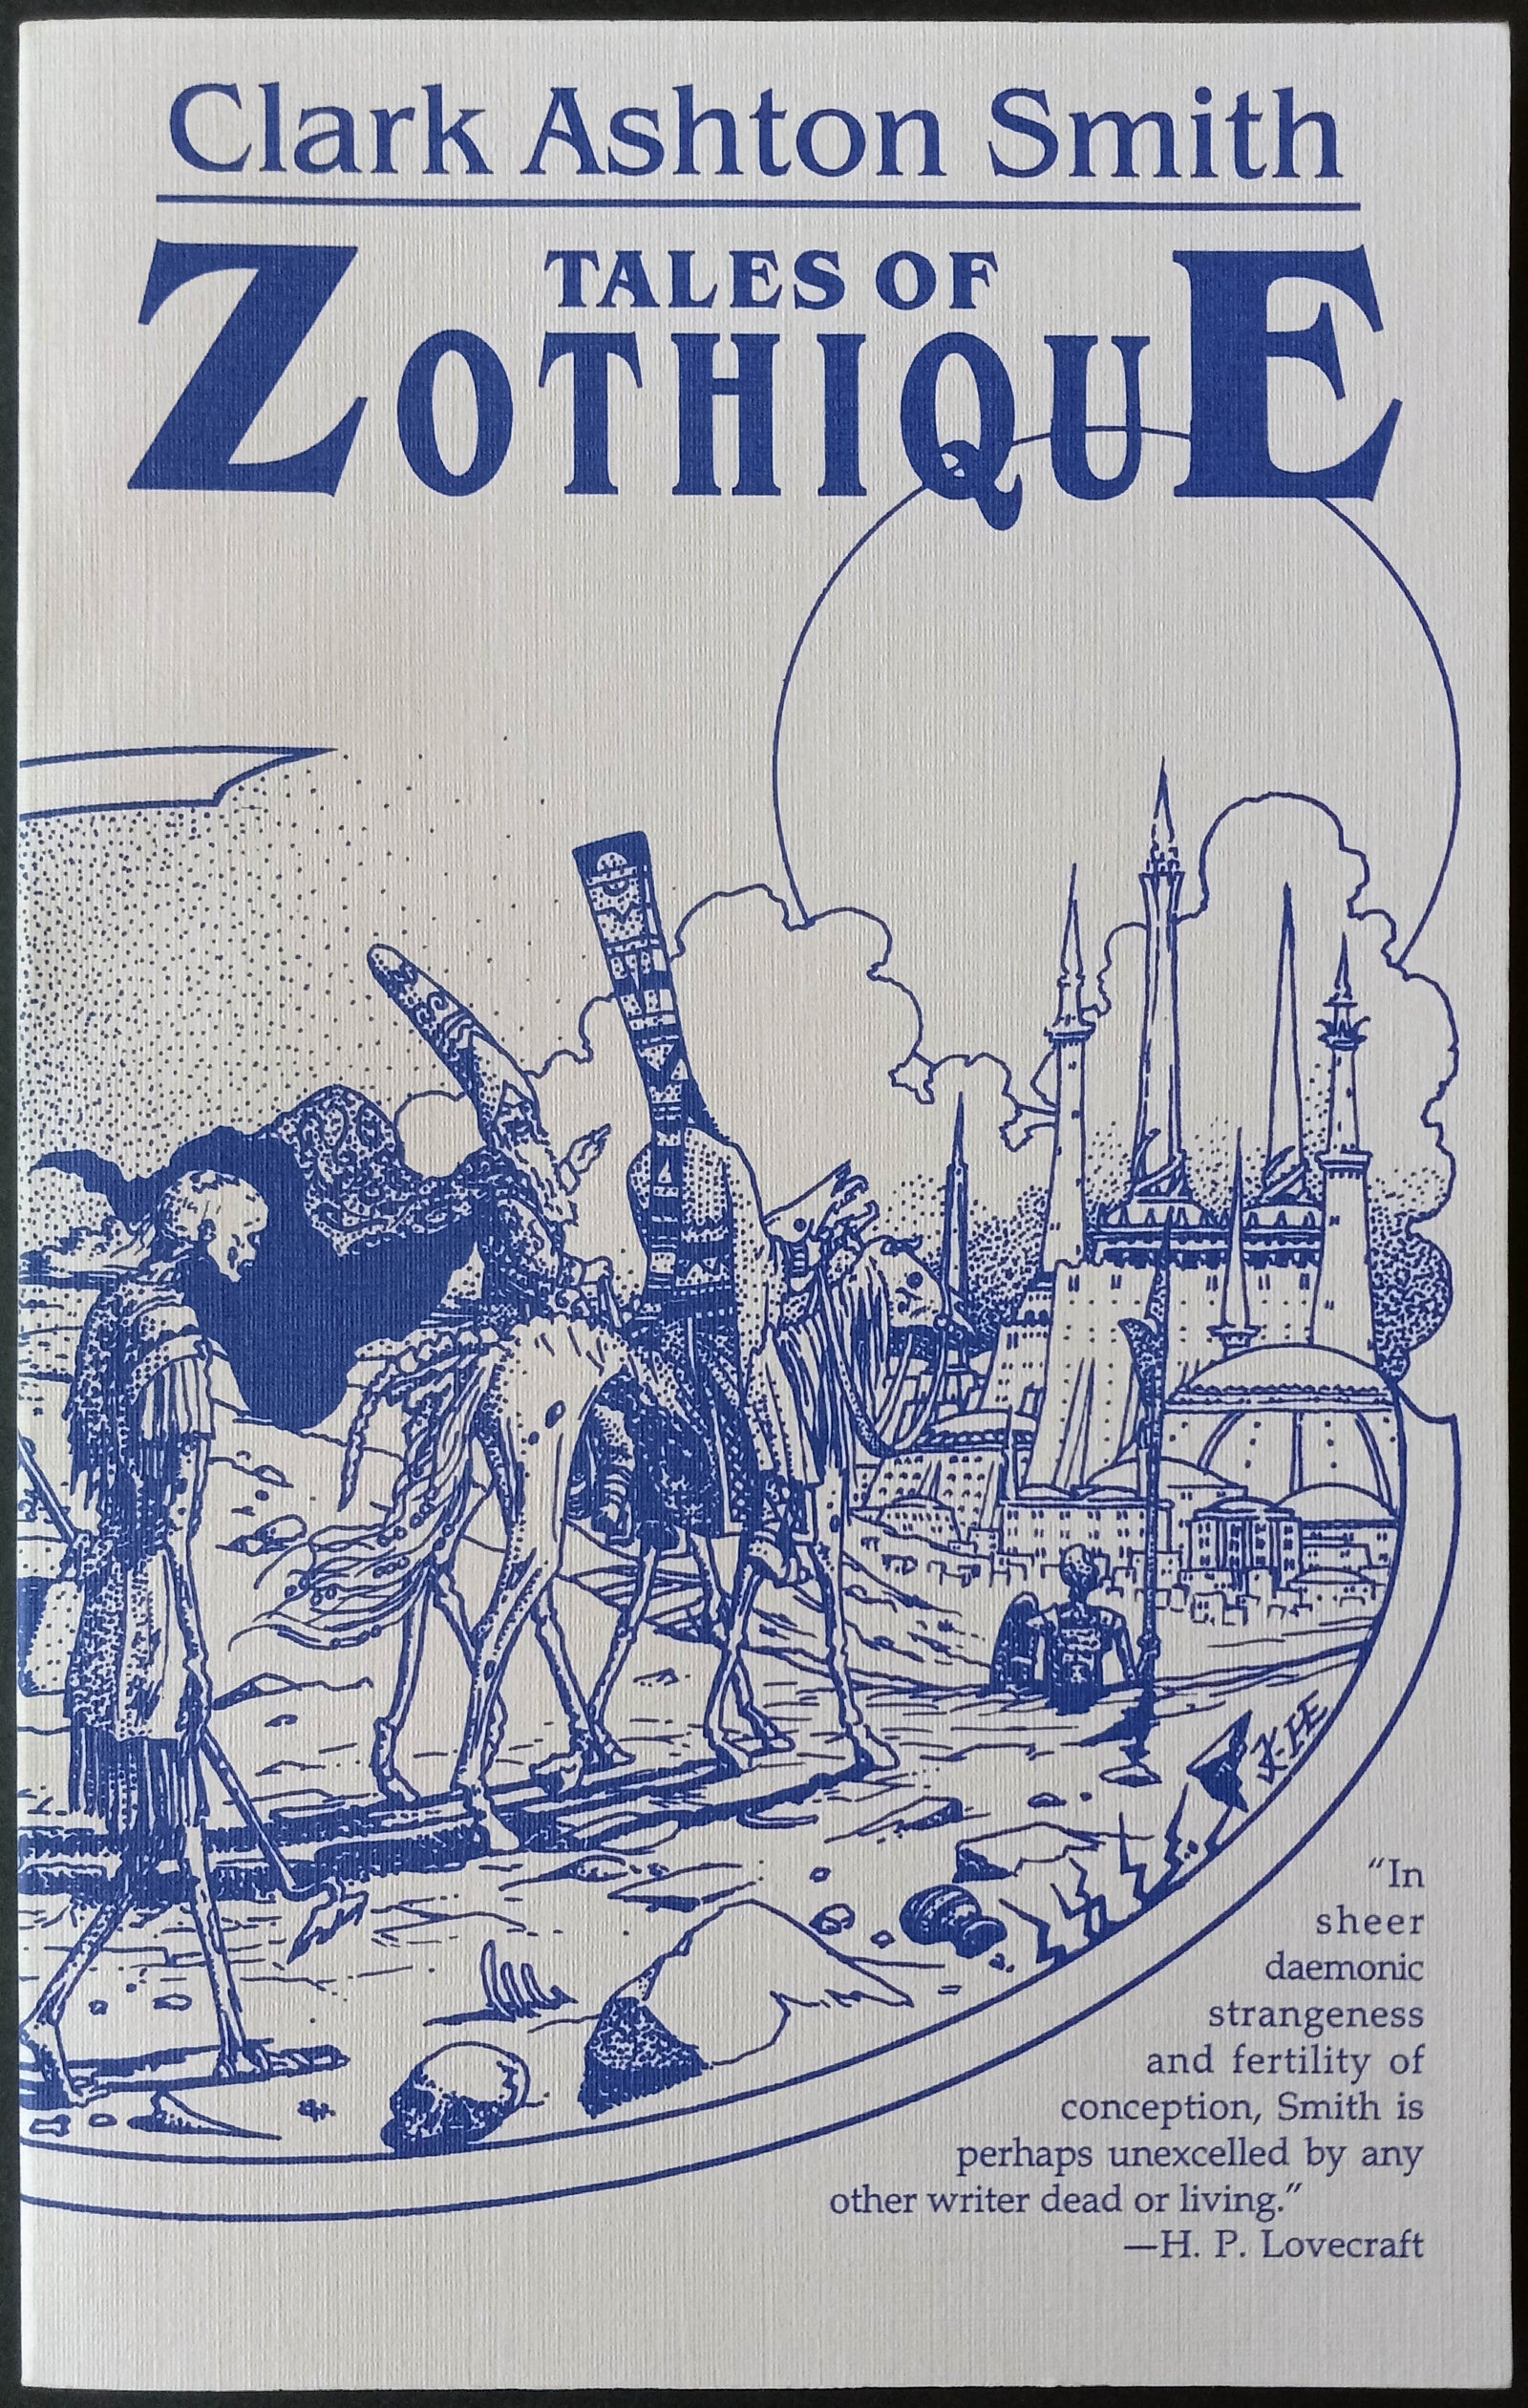 Clark Ashton Smith
TALES OF
ZOTHIQUE
“In
sheer
daemonic
strangeness
and fertility of
conception, Smith is
perhaps unexcelled by any
other writer dead or living.”
—H. P. Lovecraft